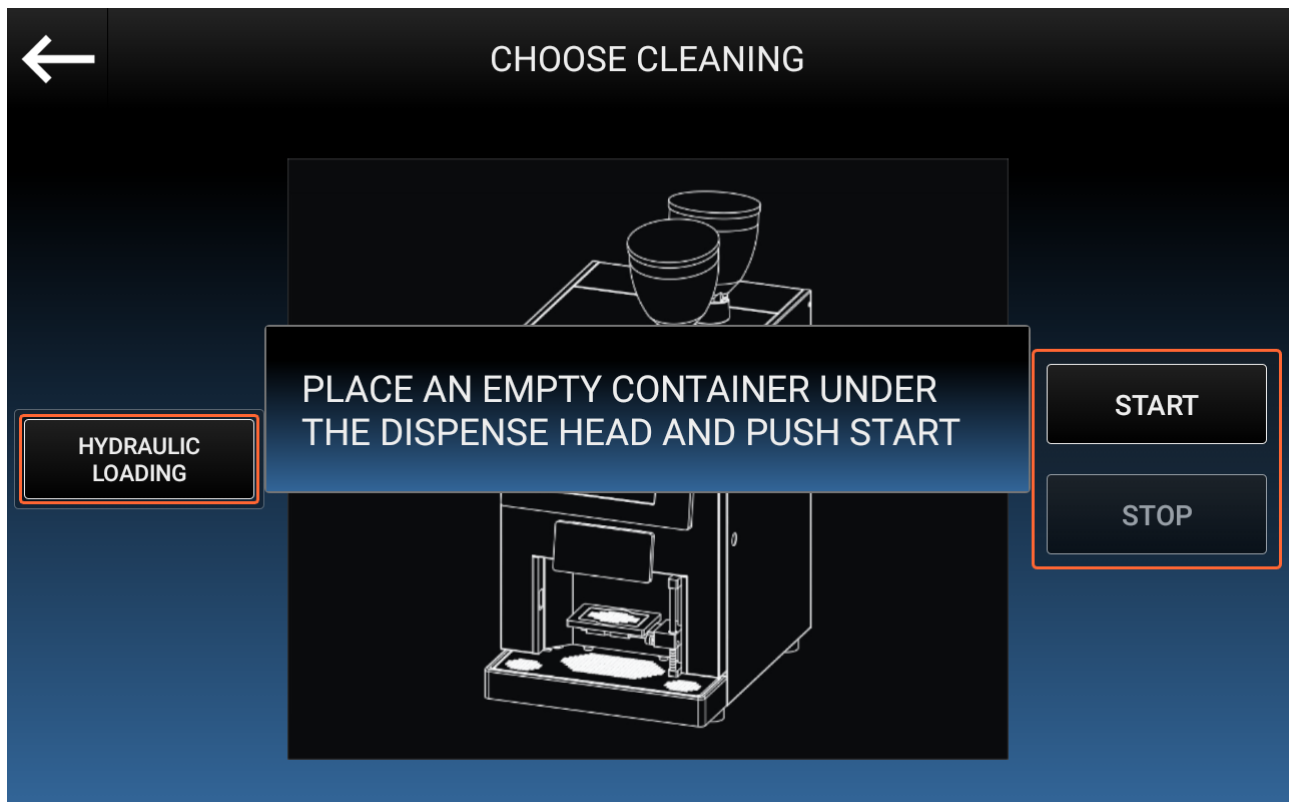 CHOOSE CLEANING
PLACE AN EMPTY CONTAINER UNDER
THE DISPENSE HEAD AND PUSH START
HYDRAULIC
LOADING
START
STOP